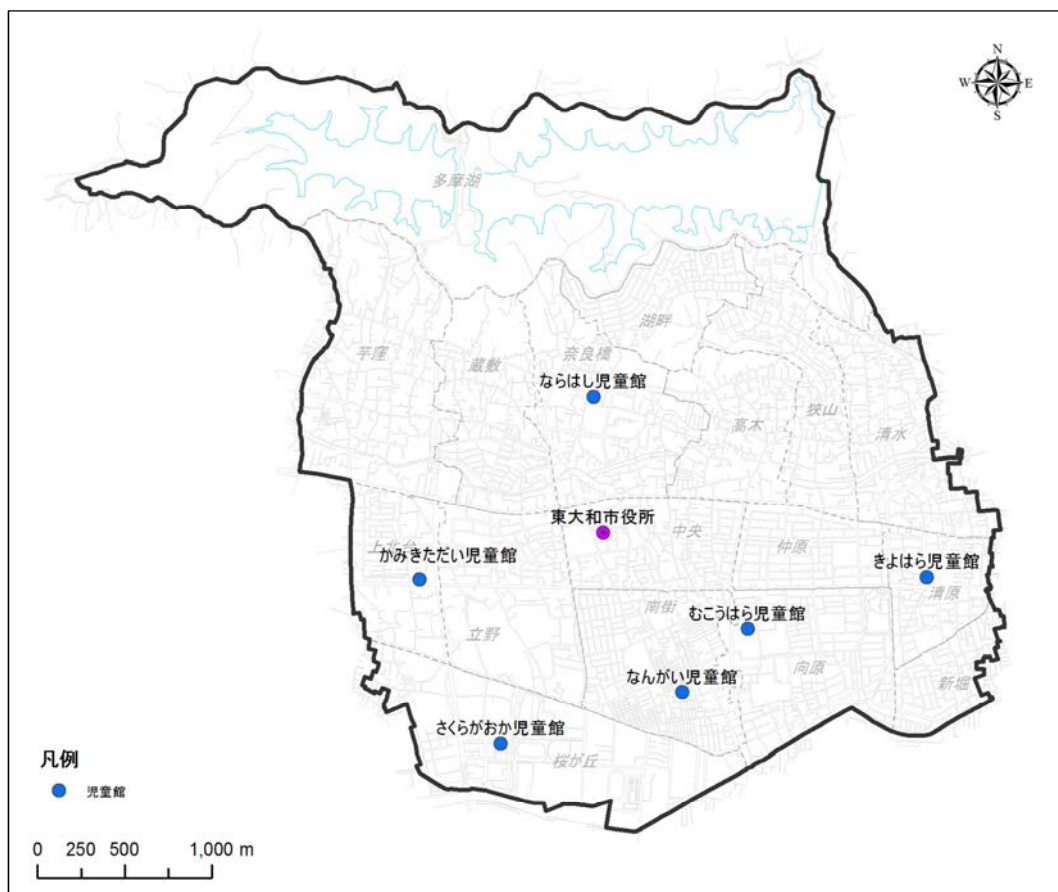 N
W E
S
多摩湖
湖畔
芋窪
蔵敷
奈良橋
ならはし児童館
高木
狭山
清水
東大和市役所
中央
仲原
上北台
かみきただい児童館
きよはら児童館
清原
南街
むこうはら児童館
立野
向原
なんがい児童館
新堀
さくらがおか児童館
桜が丘
凡例
児童館
0 250 500 1,000 m